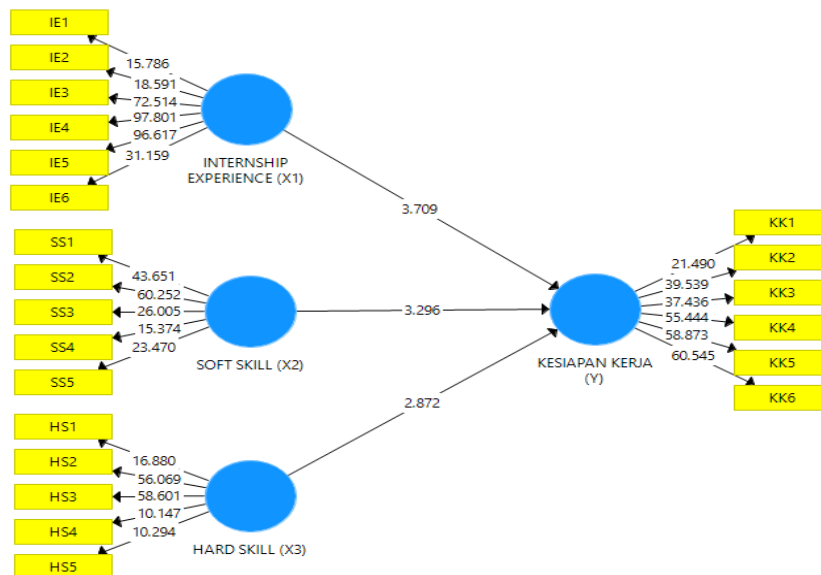 IE1
IE2
IE3
IE4
IE5
IE6
15.786
18.591
72.514
97.801
96.617
31.159
INTERNSHIP
EXPERIENCE (X1)
3.709
SS1
SS2
SS3
SS4
SS5
43.651
60.252
26.005
15.374
23.470
SOFT SKILL (X2)
3.296
HS1
HS2
HS3
HS4
HS5
16.880
56.069
58.601
10.147
10.294
HARD SKILL (X3)
2.872
KESIAPAN KERJA
(Y)
21.490
39.539
37.436
55.444
58.873
60.545
KK1
KK2
KK3
KK4
KK5
KK6